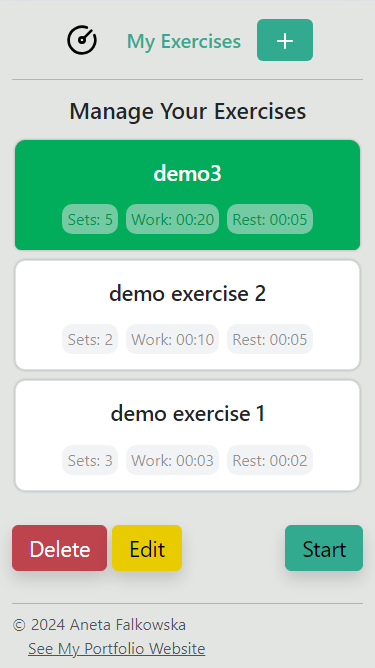 My Exercises
Manage Your Exercises
demo3
Sets: 5 Work: 00:20 Rest: 00:05
demo exercise 2
Sets: 2 Work: 00:10 Rest: 00:05
demo exercise 1
Sets: 3 Work: 00:03 Rest: 00:02
Delete Edit Start
© 2024 Aneta Falkowska
See My Portfolio Website